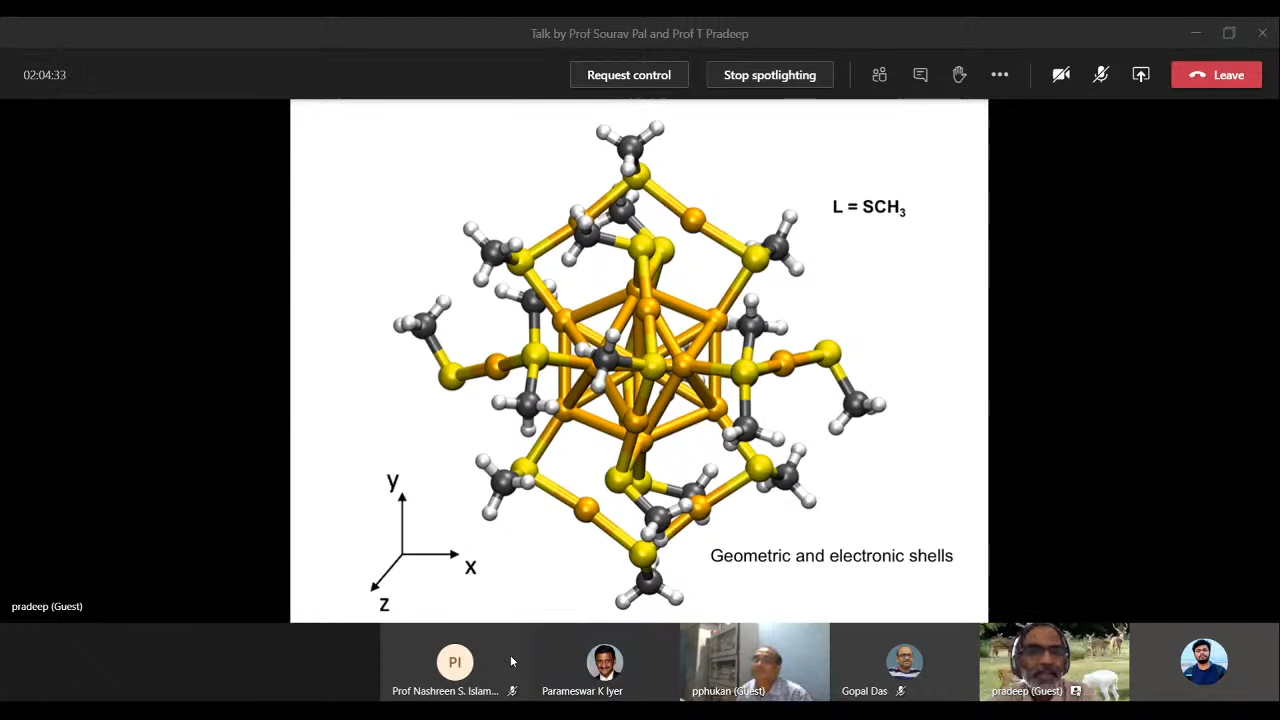 Talk by Prof Sourav Pal and Prof T Pradeep
02:04:33
Request control
Stop spotlighting
Leave
L = SCH₃
y
x
z
Geometric and electronic shells
pradeep (Guest)
PI
Prof Nashreen S. Islam...
Parameswar K Iyer
pphukan (Guest)
Gopal Das
pradeep (Guest)